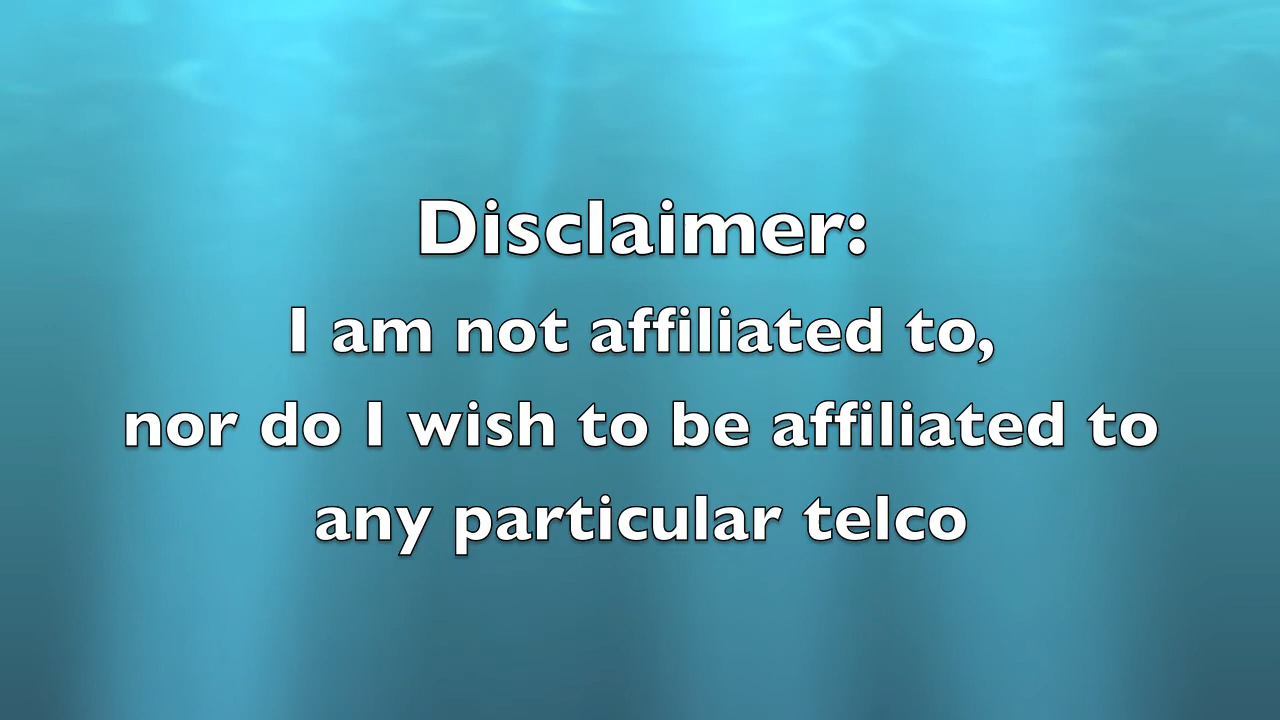 Disclaimer:
I am not affiliated to,
nor do I wish to be affiliated to
any particular telco